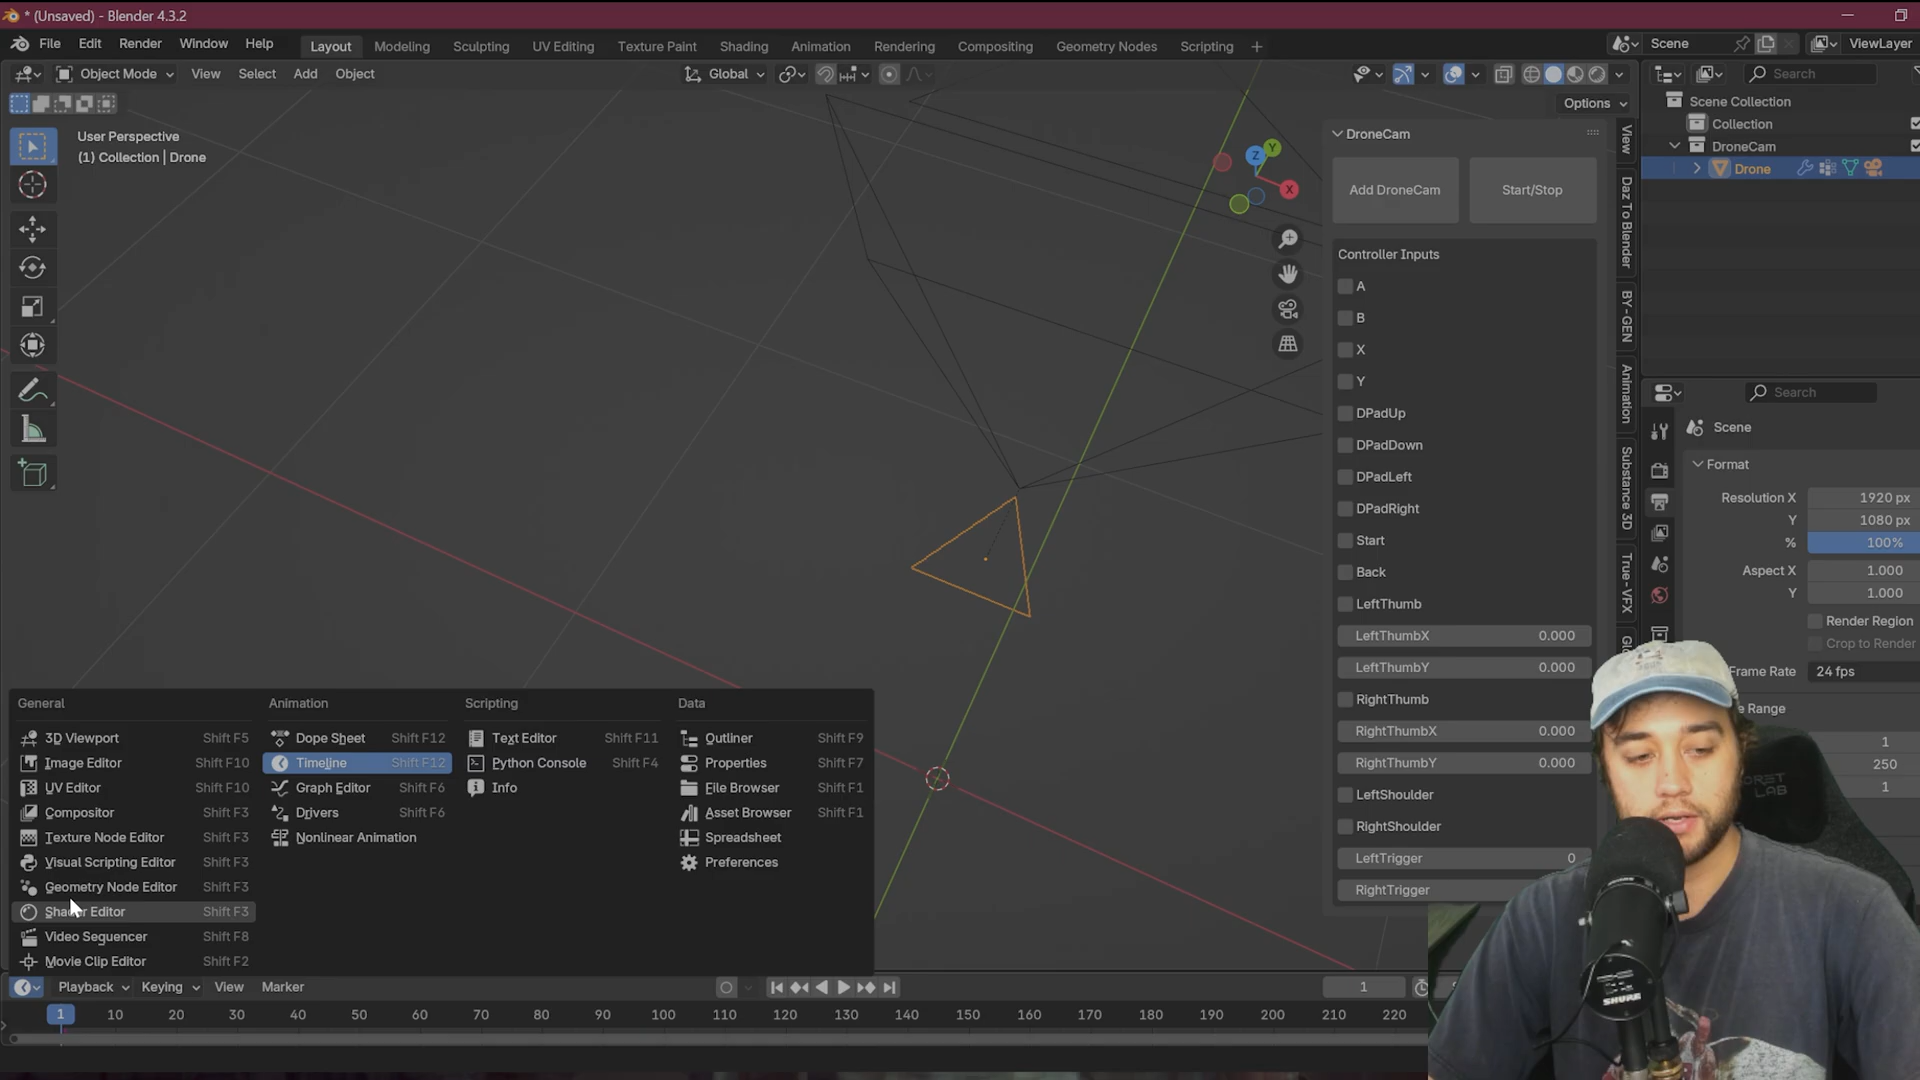 * (Unsaved) - Blender 4.3.2
File Edit Render Window Help Layout Modeling Sculpting UV Editing Texture Paint Shading Animation Rendering Compositing Geometry Nodes Scripting + Scene ViewLayer
Object Mode View Select Add Object Global Search
Options
User Perspective
(1) Collection | Drone
Z Y X
DroneCam
Add DroneCam Start/Stop
Controller Inputs
A
B
X
Y
DPadUp
DPadDown
DPadLeft
DPadRight
Start
Back
LeftThumb
LeftThumbX 0.000
LeftThumbY 0.000
RightThumb
RightThumbX 0.000
RightThumbY 0.000
LeftShoulder
RightShoulder
LeftTrigger 0
RightTrigger
View
Daz To Blender
BY-GEN
Animation
Substance 3D
True-VFX
Scene Collection
Collection
DroneCam
Drone
Search
Scene
Format
Resolution X 1920 px
Y 1080 px
% 100%
Aspect X 1.000
Y 1.000
Render Region
Crop to Render
Frame Rate 24 fps
Range
1
250
1
General
3D Viewport Shift F5
Image Editor Shift F10
UV Editor Shift F10
Compositor Shift F3
Texture Node Editor Shift F3
Visual Scripting Editor Shift F3
Geometry Node Editor Shift F3
Shader Editor Shift F3
Video Sequencer Shift F8
Movie Clip Editor Shift F2
Animation
Dope Sheet Shift F12
Timeline Shift F12
Graph Editor Shift F6
Drivers Shift F6
Nonlinear Animation
Scripting
Text Editor Shift F11
Python Console Shift F4
Info
Data
Outliner Shift F9
Properties Shift F7
File Browser Shift F1
Asset Browser Shift F1
Spreadsheet
Preferences
Playback Keying View Marker 1
1 10 20 30 40 50 60 70 80 90 100 110 120 130 140 150 160 170 180 190 200 210 220
SHURE